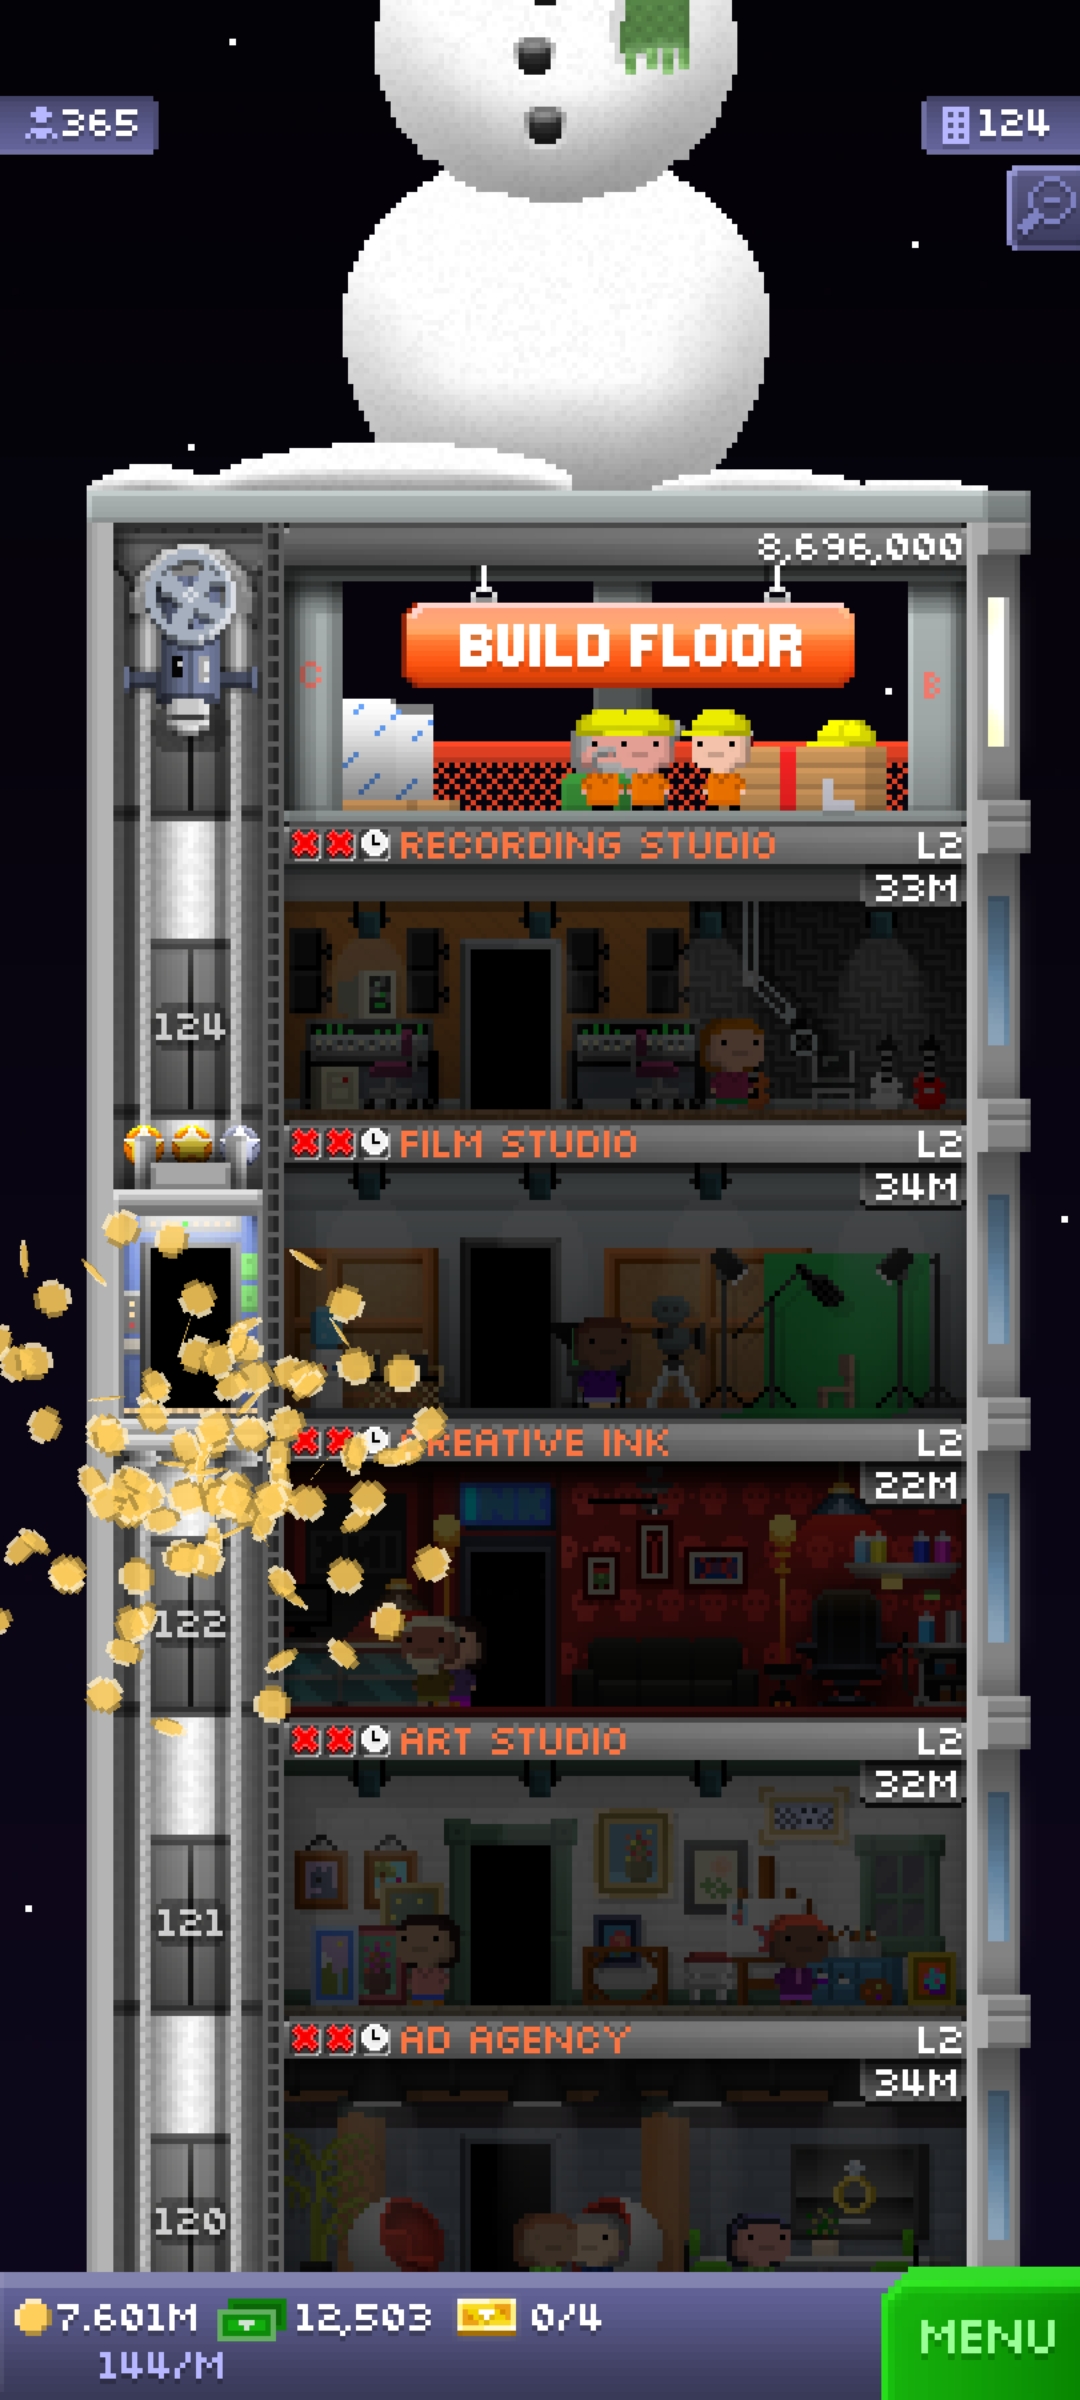 365
124
8,696,000
BUILD FLOOR
C
B
L
RECORDING STUDIO L2
33M
124
FILM STUDIO L2
34M
CREATIVE INK L2
22M
INK
122
ART STUDIO L2
32M
121
AD AGENCY L2
34M
120
7.601M 12,503 0/4
144/M
MENU